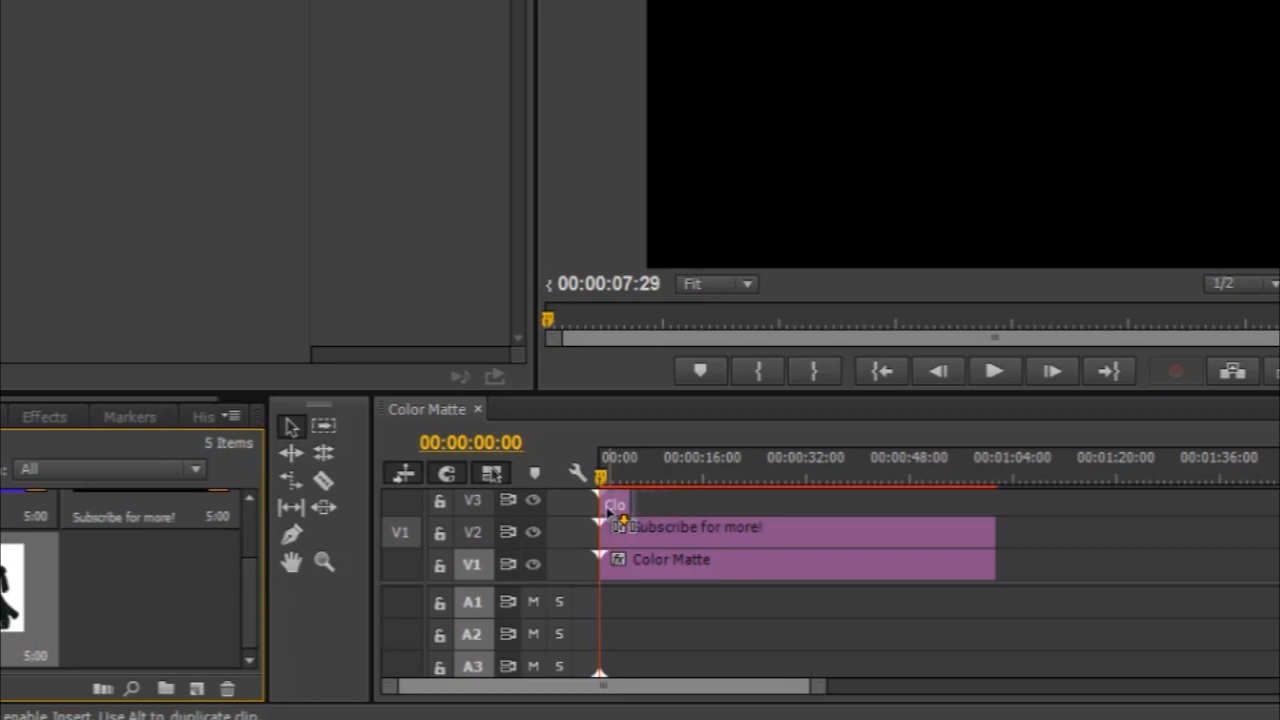 00:00:07:29 Fit 1/2
Effects Markers His
5 Items
All
5:00 Subscribe for more! 5:00
5:00
Color Matte ×
00:00:00:00
00:00 00:00:16:00 00:00:32:00 00:00:48:00 00:01:04:00 00:01:20:00 00:01:36:00
V3 Clo
V1 V2 Subscribe for more!
V1 fx Color Matte
A1 M S
A2 M S
A3 M S
enable Insert. Use Alt to duplicate clip.